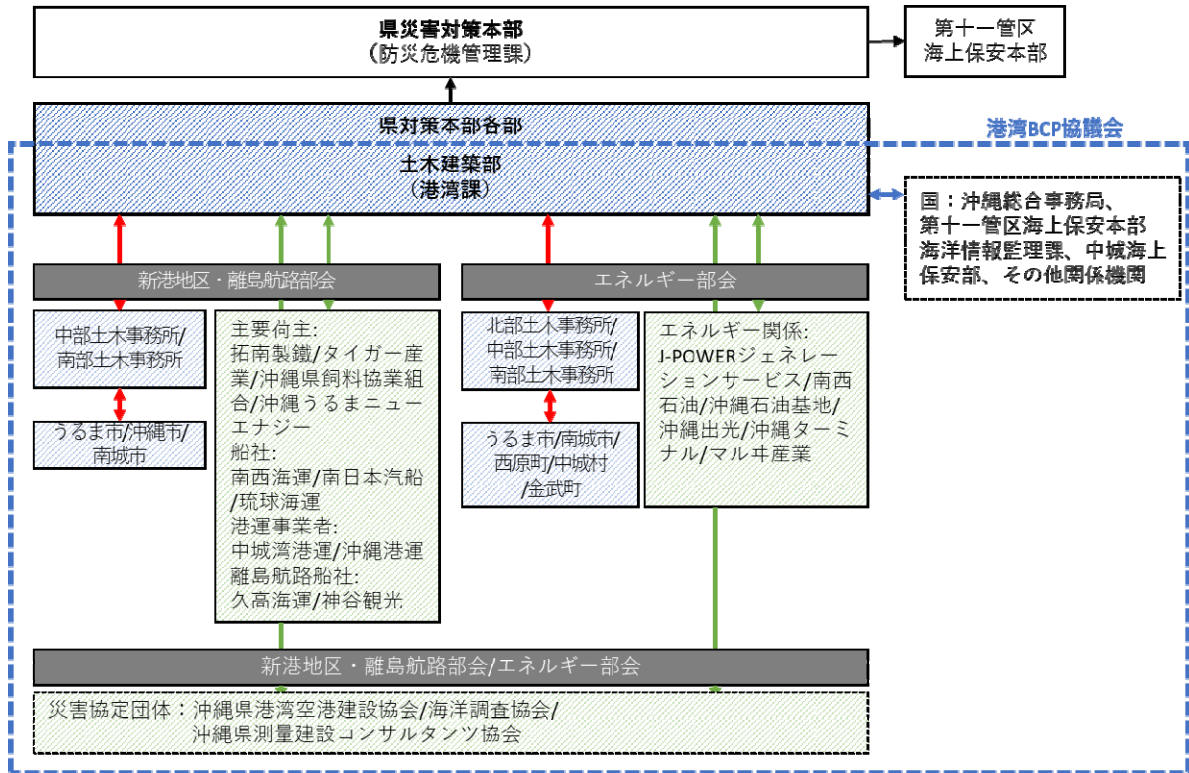 県災害対策本部
（防災危機管理課）
第十一管区
海上保安本部
県対策本部各部
港湾BCP協議会
土木建築部
（港湾課）
国：沖縄総合事務局、
第十一管区海上保安本部
海洋情報監理課、中城海上
保安部、その他関係機関
新港地区・離島航路部会
エネルギー部会
中部土木事務所/
南部土木事務所
うるま市/沖縄市/
南城市
主要荷主:
拓南製鐵/タイガー産
業/沖縄県飼料協業組
合/沖縄うるまニュー
エナジー
船社:
南西海運/南日本汽船
/琉球海運
港運事業者:
中城湾港運/沖縄港運
離島航路船社:
久高海運/神谷観光
北部土木事務所/
中部土木事務所/
南部土木事務所
うるま市/南城市/
西原町/中城村
/金武町
エネルギー関係:
J-POWERジェネレー
ションサービス/南西
石油/沖縄石油基地/
沖縄出光/沖縄ターミ
ナル/マルヰ産業
新港地区・離島航路部会/エネルギー部会
災害協定団体：沖縄県港湾空港建設協会/海洋調査協会/
沖縄県測量建設コンサルタンツ協会